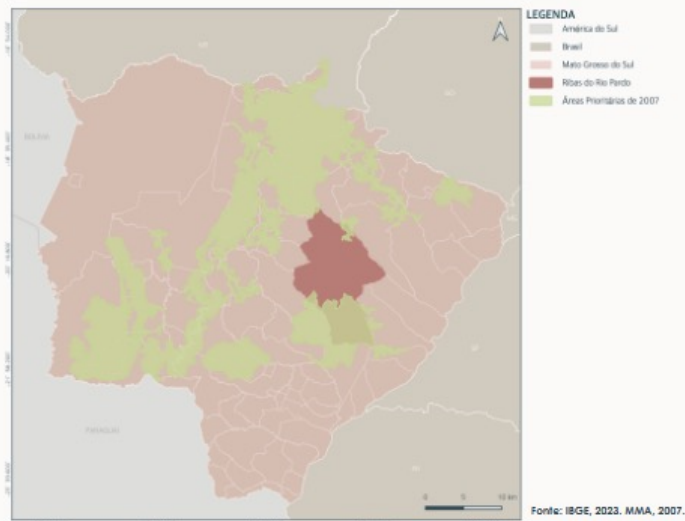 LEGENDA
América do Sul
Brasil
Mato Grosso do Sul
Ribas do Rio Pardo
Áreas Prioritárias de 2007
PARAGUAI
0 5 10 km
Fonte: IBGE, 2023. MMA, 2007.